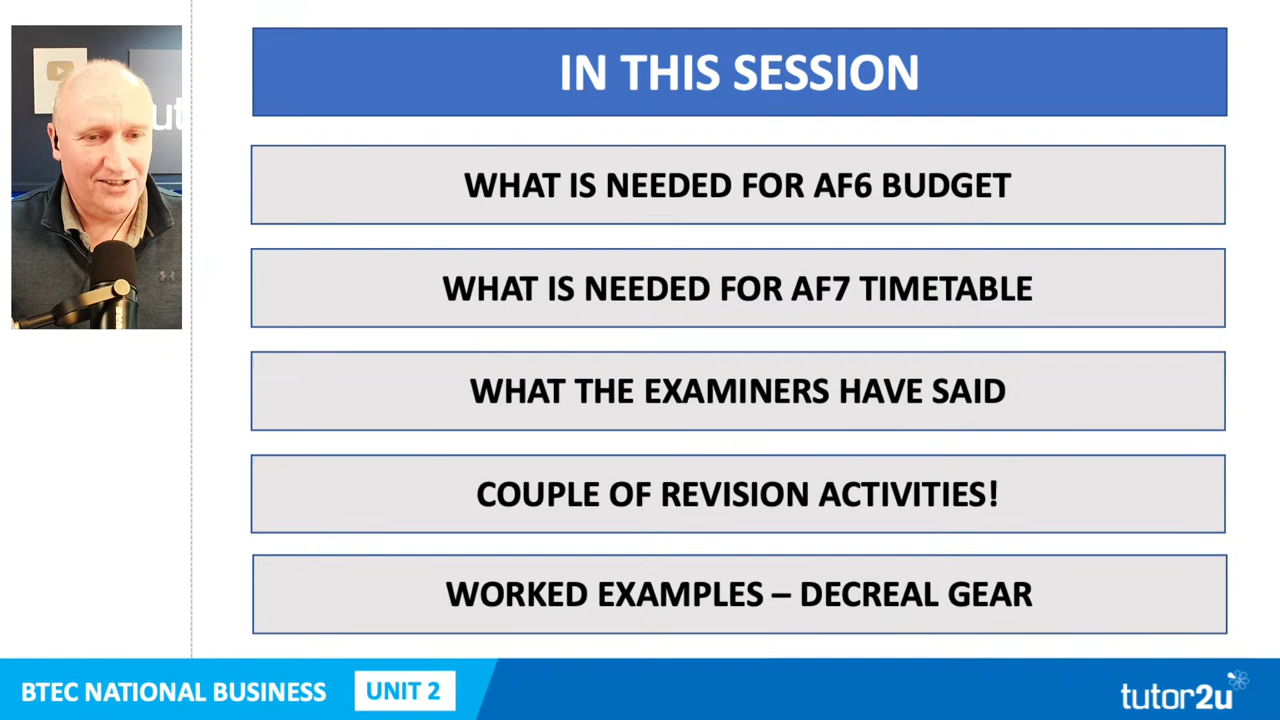 IN THIS SESSION
WHAT IS NEEDED FOR AF6 BUDGET
WHAT IS NEEDED FOR AF7 TIMETABLE
WHAT THE EXAMINERS HAVE SAID
COUPLE OF REVISION ACTIVITIES!
WORKED EXAMPLES – DECREAL GEAR
ut
BTEC NATIONAL BUSINESS UNIT 2
tutor2u